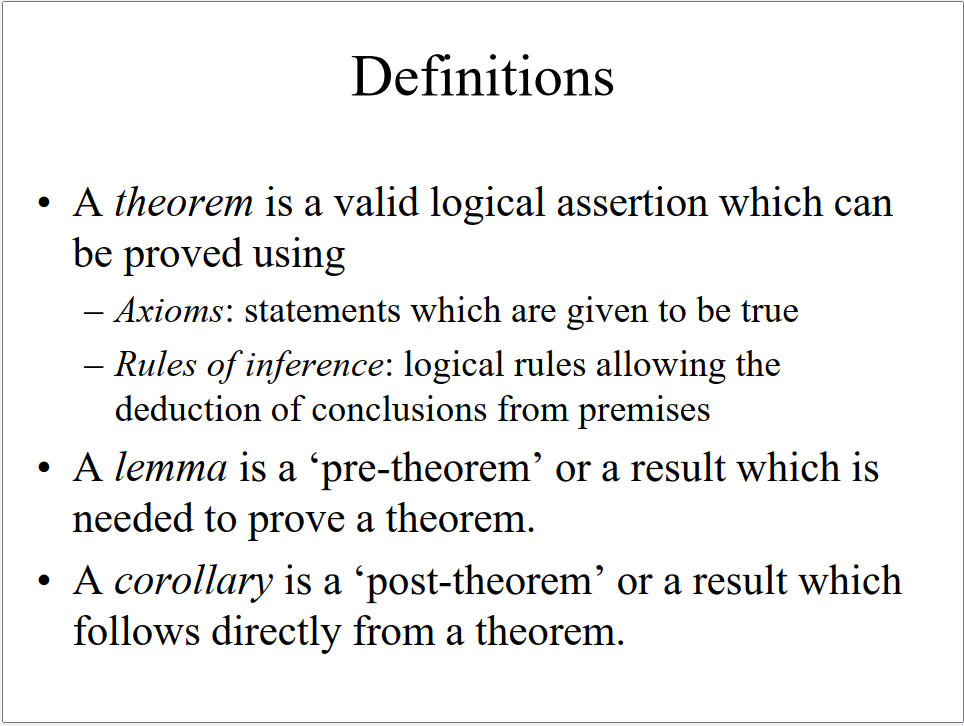 Definitions
• A theorem is a valid logical assertion which can
be proved using
– Axioms: statements which are given to be true
– Rules of inference: logical rules allowing the
deduction of conclusions from premises
• A lemma is a ‘pre-theorem’ or a result which is
needed to prove a theorem.
• A corollary is a ‘post-theorem’ or a result which
follows directly from a theorem.